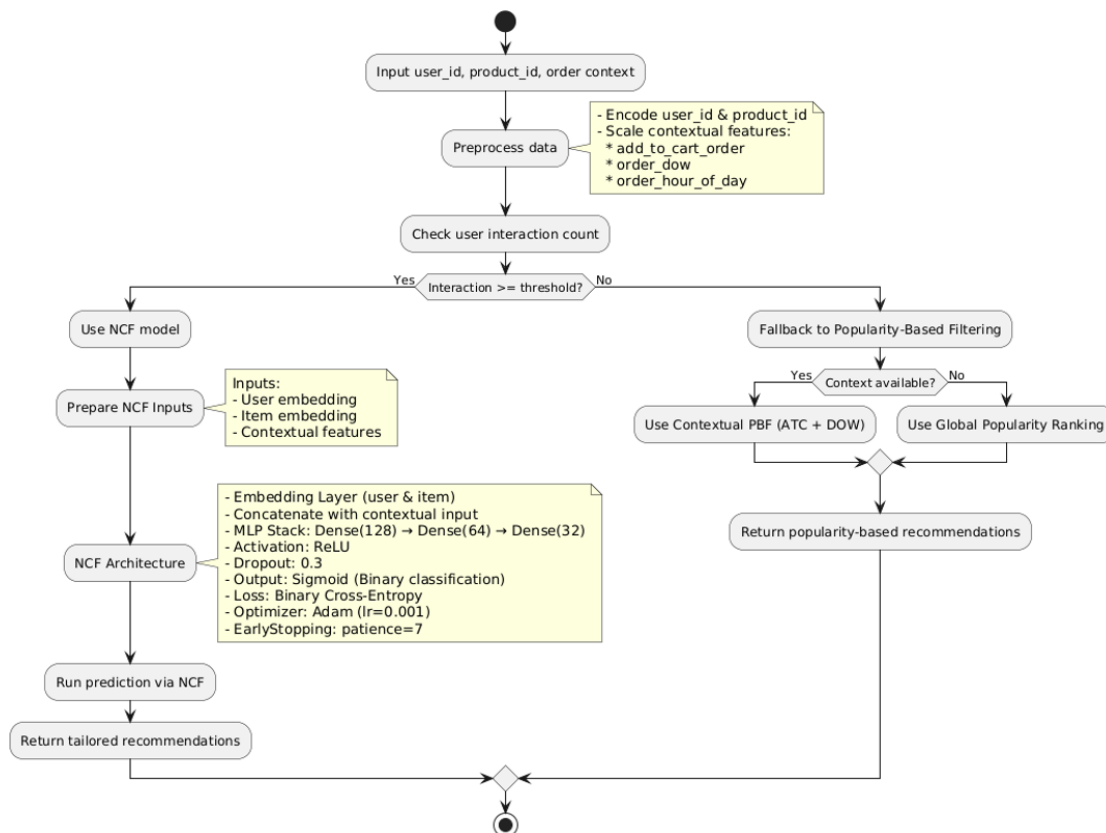 Input user_id, product_id, order context
Preprocess data
- Encode user_id & product_id
- Scale contextual features:
* add_to_cart_order
* order_dow
* order_hour_of_day
Check user interaction count
Yes
Interaction >= threshold?
No
Use NCF model
Prepare NCF Inputs
Inputs:
- User embedding
- Item embedding
- Contextual features
NCF Architecture
- Embedding Layer (user & item)
- Concatenate with contextual input
- MLP Stack: Dense(128) → Dense(64) → Dense(32)
- Activation: ReLU
- Dropout: 0.3
- Output: Sigmoid (Binary classification)
- Loss: Binary Cross-Entropy
- Optimizer: Adam (lr=0.001)
- EarlyStopping: patience=7
Run prediction via NCF
Return tailored recommendations
Fallback to Popularity-Based Filtering
Yes
Context available?
No
Use Contextual PBF (ATC + DOW)
Use Global Popularity Ranking
Return popularity-based recommendations